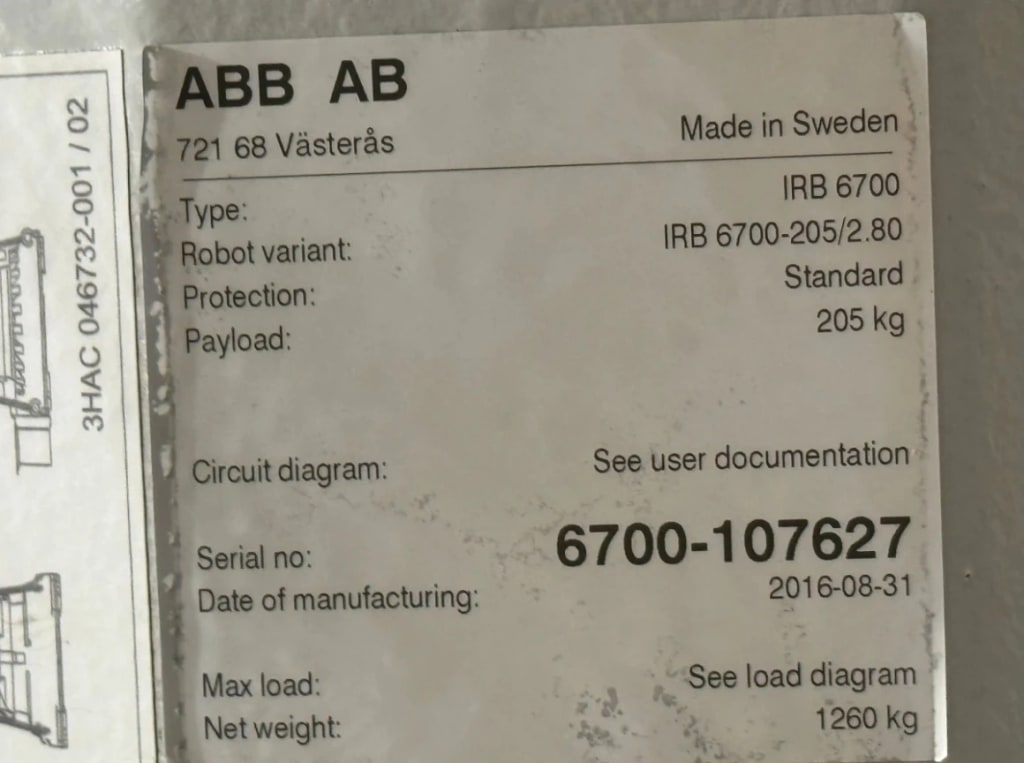 ABB AB
721 68 Västerås Made in Sweden
Type: IRB 6700
Robot variant: IRB 6700-205/2.80
Protection: Standard
Payload: 205 kg
Circuit diagram: See user documentation
Serial no: 6700-107627
Date of manufacturing: 2016-08-31
Max load: See load diagram
Net weight: 1260 kg
3HAC 046732-001 / 02